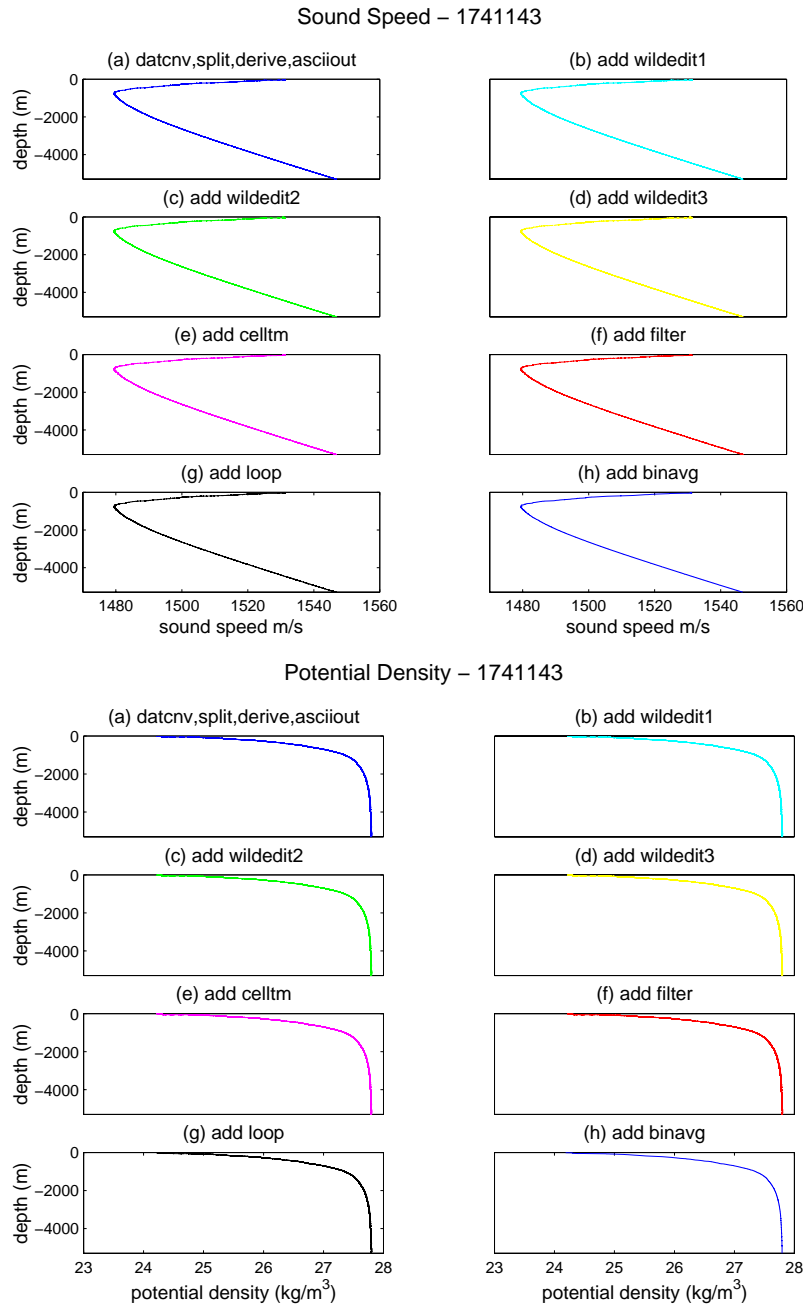 Sound Speed − 1741143
(a) datcnv,split,derive,asciiout
(b) add wildedit1
0
−2000
−4000
depth (m)
(c) add wildedit2
(d) add wildedit3
0
−2000
−4000
depth (m)
(e) add celltm
(f) add filter
0
−2000
−4000
depth (m)
(g) add loop
(h) add binavg
0
−2000
−4000
depth (m)
1480 1500 1520 1540 1560
1480 1500 1520 1540 1560
sound speed m/s
sound speed m/s
Potential Density − 1741143
(a) datcnv,split,derive,asciiout
(b) add wildedit1
0
−2000
−4000
depth (m)
(c) add wildedit2
(d) add wildedit3
0
−2000
−4000
depth (m)
(e) add celltm
(f) add filter
0
−2000
−4000
depth (m)
(g) add loop
(h) add binavg
0
−2000
−4000
depth (m)
23 24 25 26 27 28
23 24 25 26 27 28
potential density (kg/m³)
potential density (kg/m³)